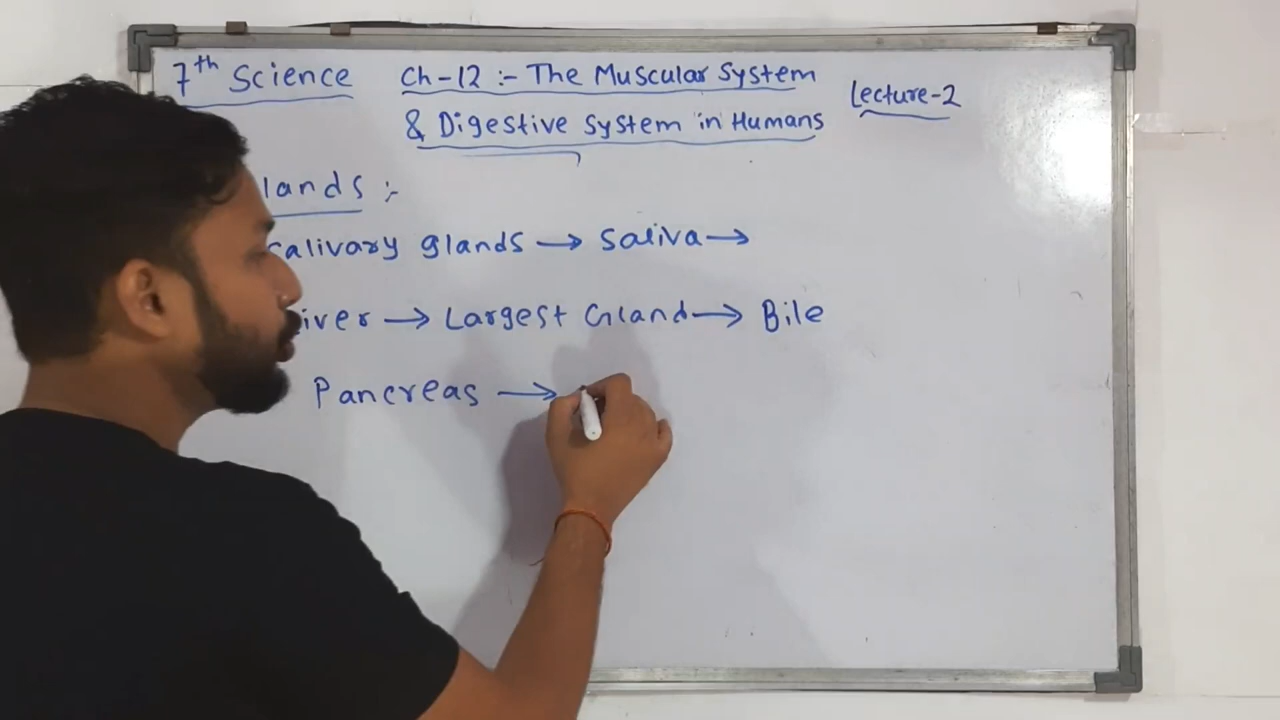 7th Science Ch-12 :- The Muscular System
& Digestive System in Humans
Lecture-2
lands :-
alivary glands → Saliva →
iver → Largest Gland → Bile
Pancreas →